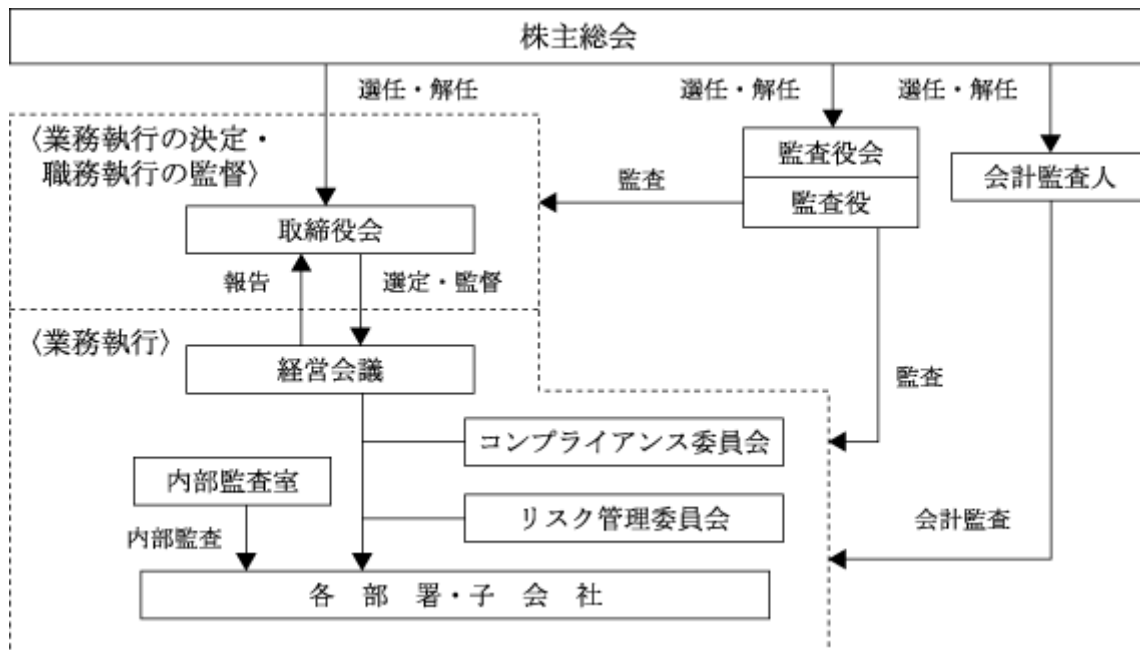 株主総会
選任・解任
選任・解任
選任・解任
〈業務執行の決定・
職務執行の監督〉
監査役会
監査役
会計監査人
監査
取締役会
報告
選定・監督
〈業務執行〉
経営会議
監査
コンプライアンス委員会
内部監査室
リスク管理委員会
会計監査
内部監査
各部署・子会社